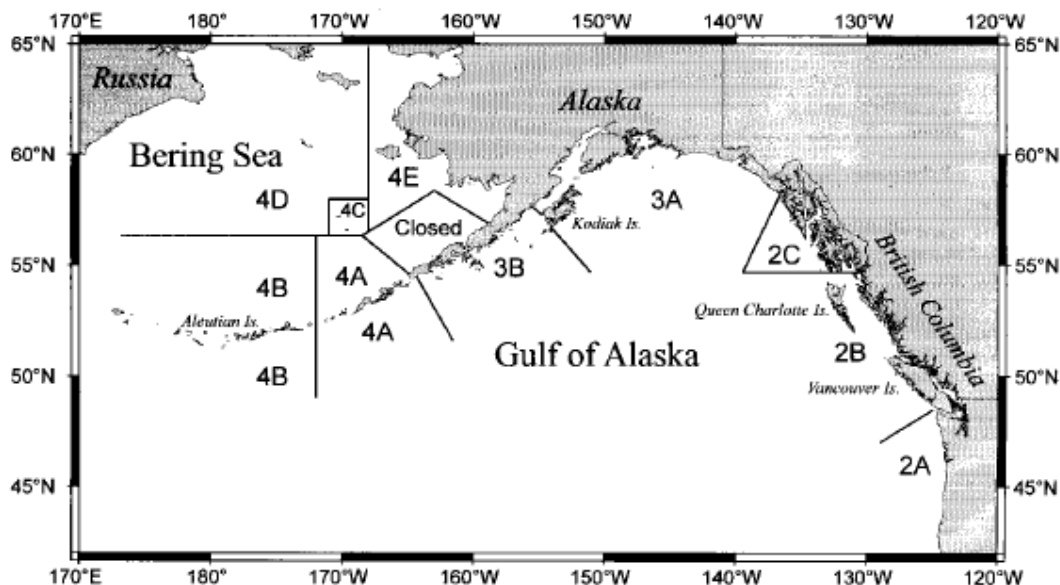 170°E 180° 170°W 160°W 150°W 140°W 130°W 120°W
65°N 65°N
Russia
Alaska
Bering Sea
60°N 60°N
4E
4D
4C
3A
Closed
Kodiak Is.
3B
2C
British Columbia
55°N 55°N
4A
4B
Queen Charlotte Is.
Aleutian Is.
4A
2B
Gulf of Alaska
50°N 50°N
4B
Vancouver Is.
2A
45°N 45°N
170°E 180° 170°W 160°W 150°W 140°W 130°W 120°W